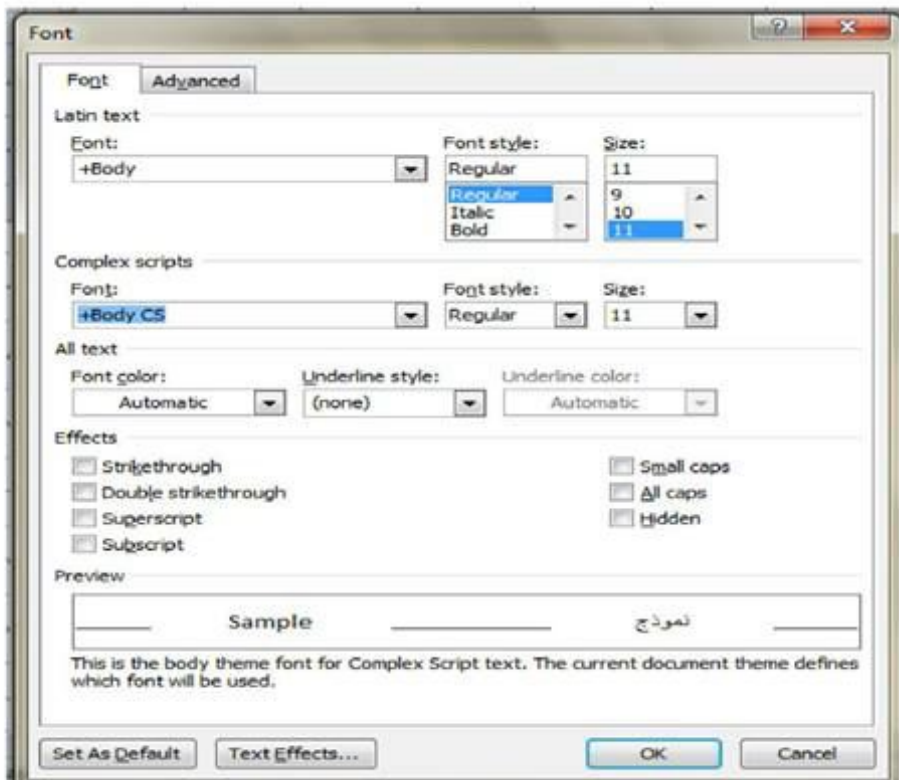 Font
Font Advanced
Latin text
Font: Font style: Size:
+Body Regular 11
Regular 9
Italic 10
Bold 11
Complex scripts
Font: Font style: Size:
+Body CS Regular 11
All text
Font color: Underline style: Underline color:
Automatic (none) Automatic
Effects
Strikethrough Small caps
Double strikethrough All caps
Superscript Hidden
Subscript
Preview
Sample نموذج
This is the body theme font for Complex Script text. The current document theme defines
which font will be used.
Set As Default Text Effects... OK Cancel